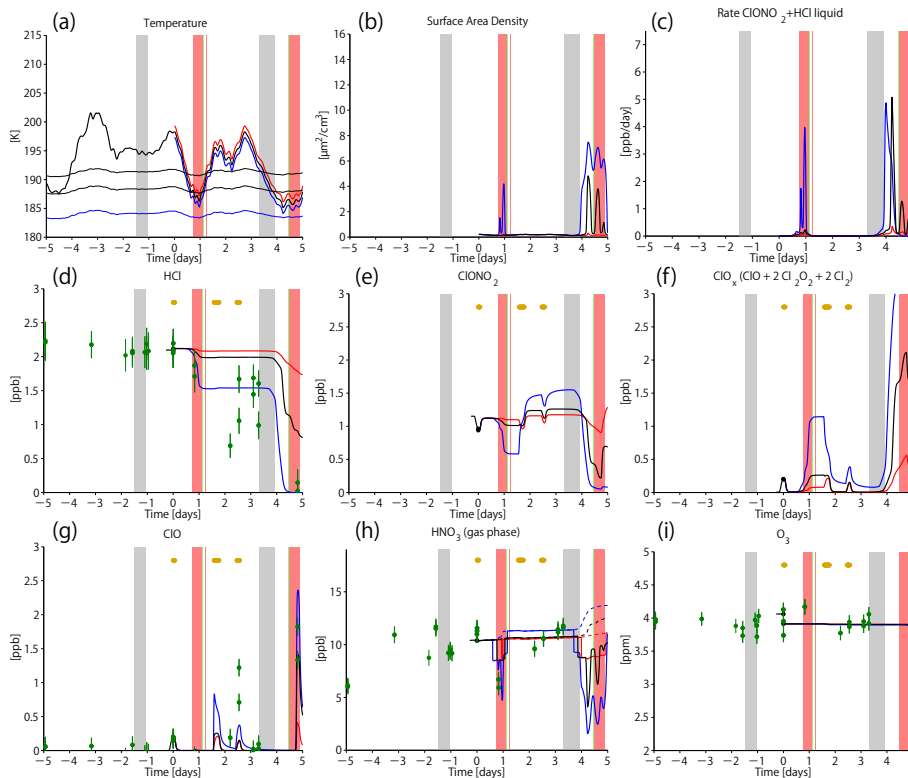 (a) Temperature
(b) Surface Area Density
(c) Rate ClONO2+HCl liquid
[K]
215
210
205
200
195
190
185
180
−5 −4 −3 −2 −1 0 1 2 3 4 5
Time [days]
[µm²/cm³]
16
14
12
10
8
6
4
2
0
−5 −4 −3 −2 −1 0 1 2 3 4 5
Time [days]
[ppb/day]
7
6
5
4
3
2
1
0
−5 −4 −3 −2 −1 0 1 2 3 4 5
Time [days]
(d) HCl
(e) ClONO2
(f) ClOx (ClO + 2 Cl2O2 + 2 Cl2)
[ppb]
3
2.5
2
1.5
1
0.5
0
−5 −4 −3 −2 −1 0 1 2 3 4 5
Time [days]
[ppb]
3
2.5
2
1.5
1
0.5
0
−5 −4 −3 −2 −1 0 1 2 3 4 5
Time [days]
[ppb]
3
2.5
2
1.5
1
0.5
0
−5 −4 −3 −2 −1 0 1 2 3 4 5
Time [days]
(g) ClO
(h) HNO3 (gas phase)
(i) O3
[ppb]
3
2.5
2
1.5
1
0.5
0
−5 −4 −3 −2 −1 0 1 2 3 4 5
Time [days]
[ppb]
15
10
5
0
−5 −4 −3 −2 −1 0 1 2 3 4 5
Time [days]
[ppm]
5
4.5
4
3.5
3
2.5
2
−5 −4 −3 −2 −1 0 1 2 3 4 5
Time [days]